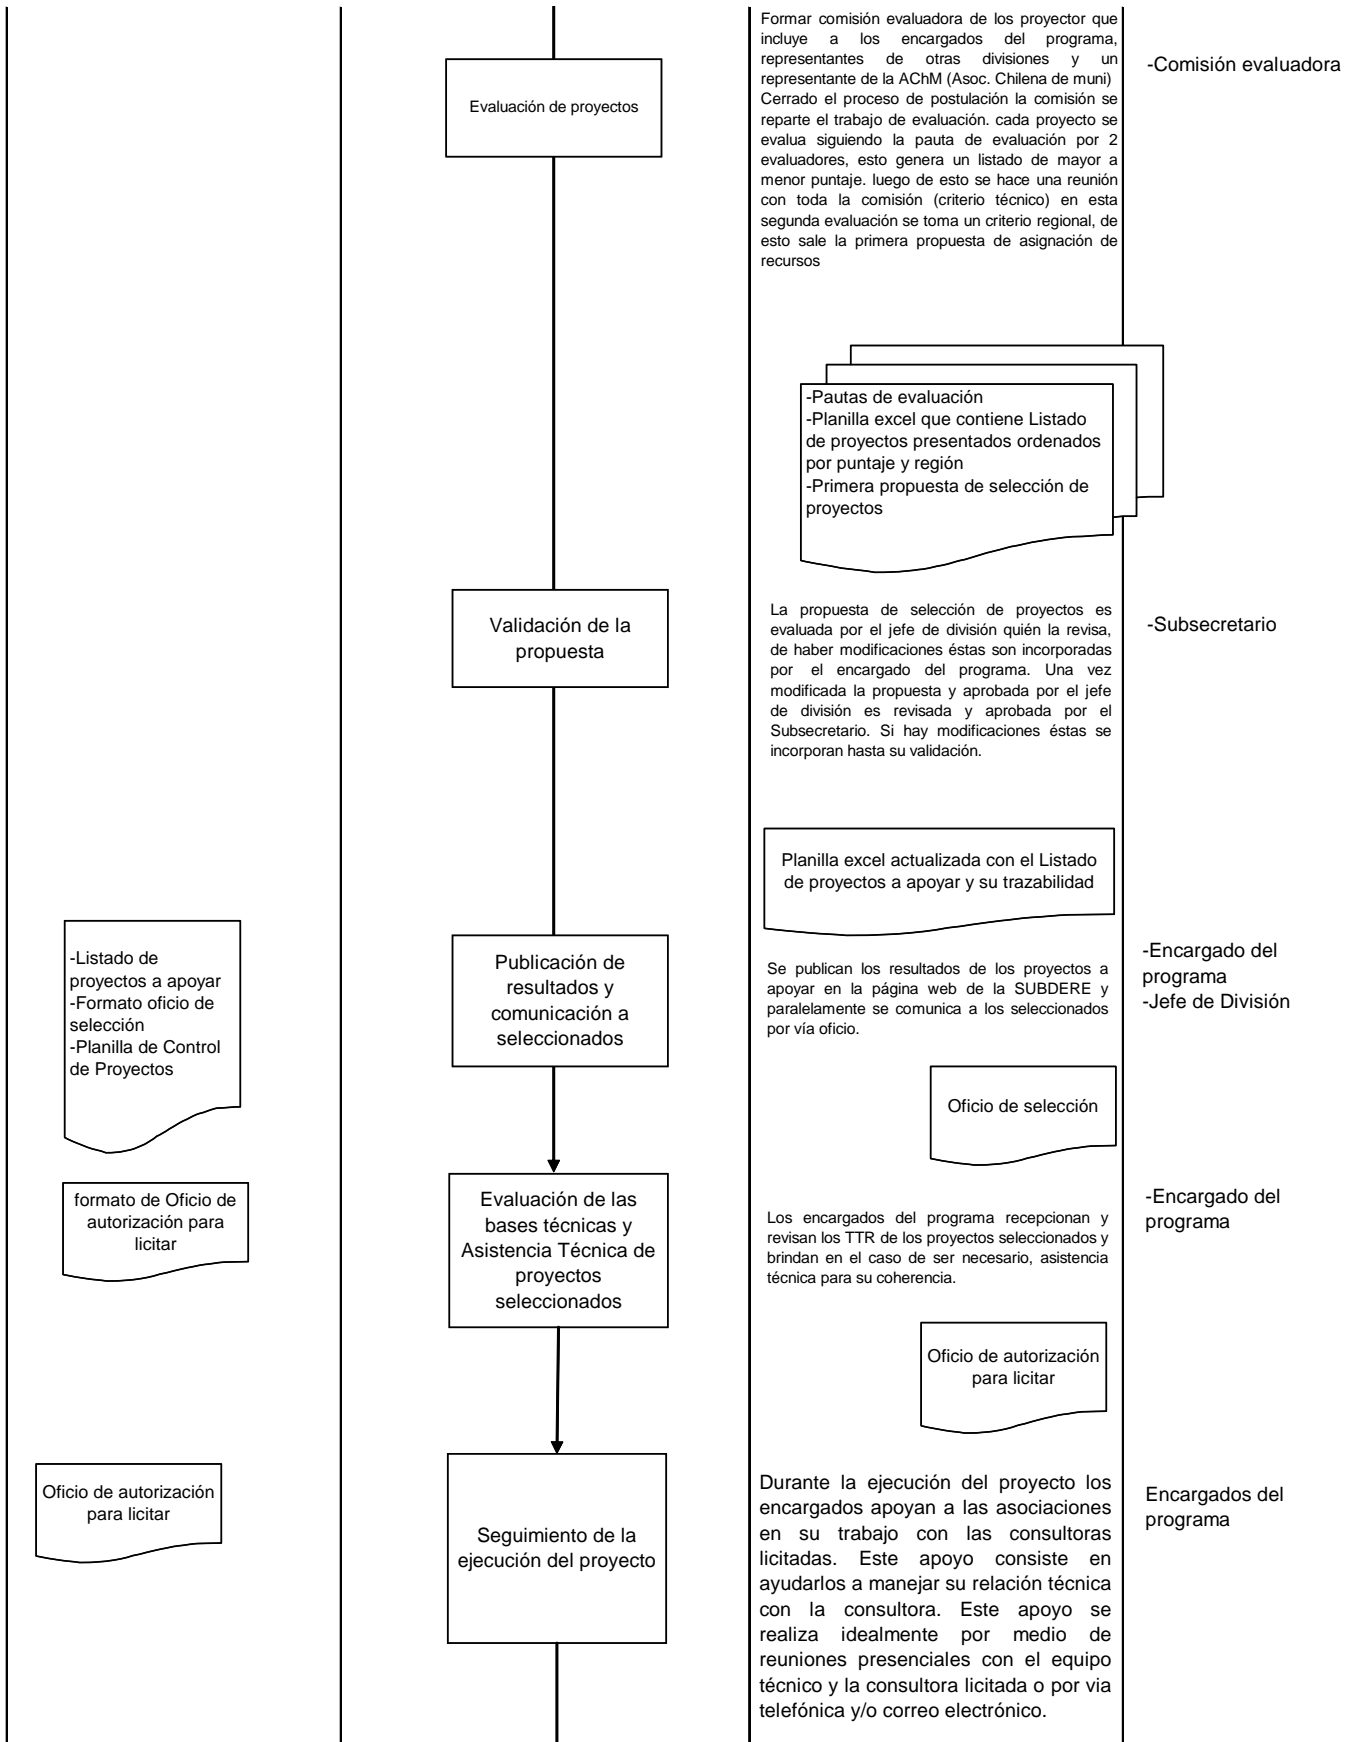 Formar comisión evaluadora de los proyector que
incluye a los encargados del programa,
representantes de otras divisiones y un
representante de la AChM (Asoc. Chilena de muni)
Cerrado el proceso de postulación la comisión se
reparte el trabajo de evaluación. cada proyecto se
evalua siguiendo la pauta de evaluación por 2
evaluadores, esto genera un listado de mayor a
menor puntaje. luego de esto se hace una reunión
con toda la comisión (criterio técnico) en esta
segunda evaluación se toma un criterio regional, de
esto sale la primera propuesta de asignación de
recursos
-Comisión evaluadora
Evaluación de proyectos
-Pautas de evaluación
-Planilla excel que contiene Listado
de proyectos presentados ordenados
por puntaje y región
-Primera propuesta de selección de
proyectos
Validación de la
propuesta
La propuesta de selección de proyectos es
evaluada por el jefe de división quién la revisa,
de haber modificaciones éstas son incorporadas
por el encargado del programa. Una vez
modificada la propuesta y aprobada por el jefe
de división es revisada y aprobada por el
Subsecretario. Si hay modificaciones éstas se
incorporan hasta su validación.
-Subsecretario
Planilla excel actualizada con el Listado
de proyectos a apoyar y su trazabilidad
-Listado de
proyectos a apoyar
-Formato oficio de
selección
-Planilla de Control
de Proyectos
Publicación de
resultados y
comunicación a
seleccionados
Se publican los resultados de los proyectos a
apoyar en la página web de la SUBDERE y
paralelamente se comunica a los seleccionados
por vía oficio.
-Encargado del
programa
-Jefe de División
Oficio de selección
formato de Oficio de
autorización para
licitar
Evaluación de las
bases técnicas y
Asistencia Técnica de
proyectos
seleccionados
Los encargados del programa recepcionan y
revisan los TTR de los proyectos seleccionados y
brindan en el caso de ser necesario, asistencia
técnica para su coherencia.
-Encargado del
programa
Oficio de autorización
para licitar
Oficio de autorización
para licitar
Seguimiento de la
ejecución del proyecto
Durante la ejecución del proyecto los
encargados apoyan a las asociaciones
en su trabajo con las consultoras
licitadas. Este apoyo consiste en
ayudarlos a manejar su relación técnica
con la consultora. Este apoyo se
realiza idealmente por medio de
reuniones presenciales con el equipo
técnico y la consultora licitada o por via
telefónica y/o correo electrónico.
Encargados del
programa